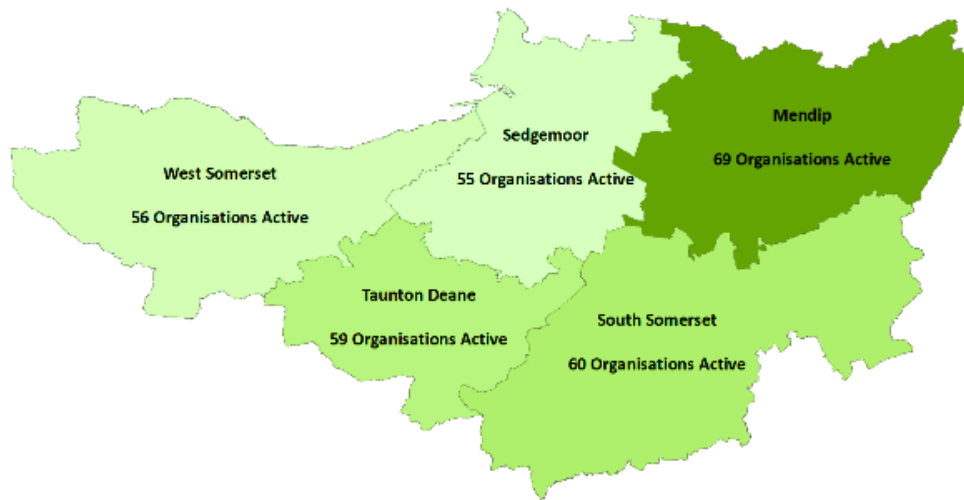 Mendip
69 Organisations Active
Sedgemoor
55 Organisations Active
West Somerset
56 Organisations Active
Taunton Deane
59 Organisations Active
South Somerset
60 Organisations Active